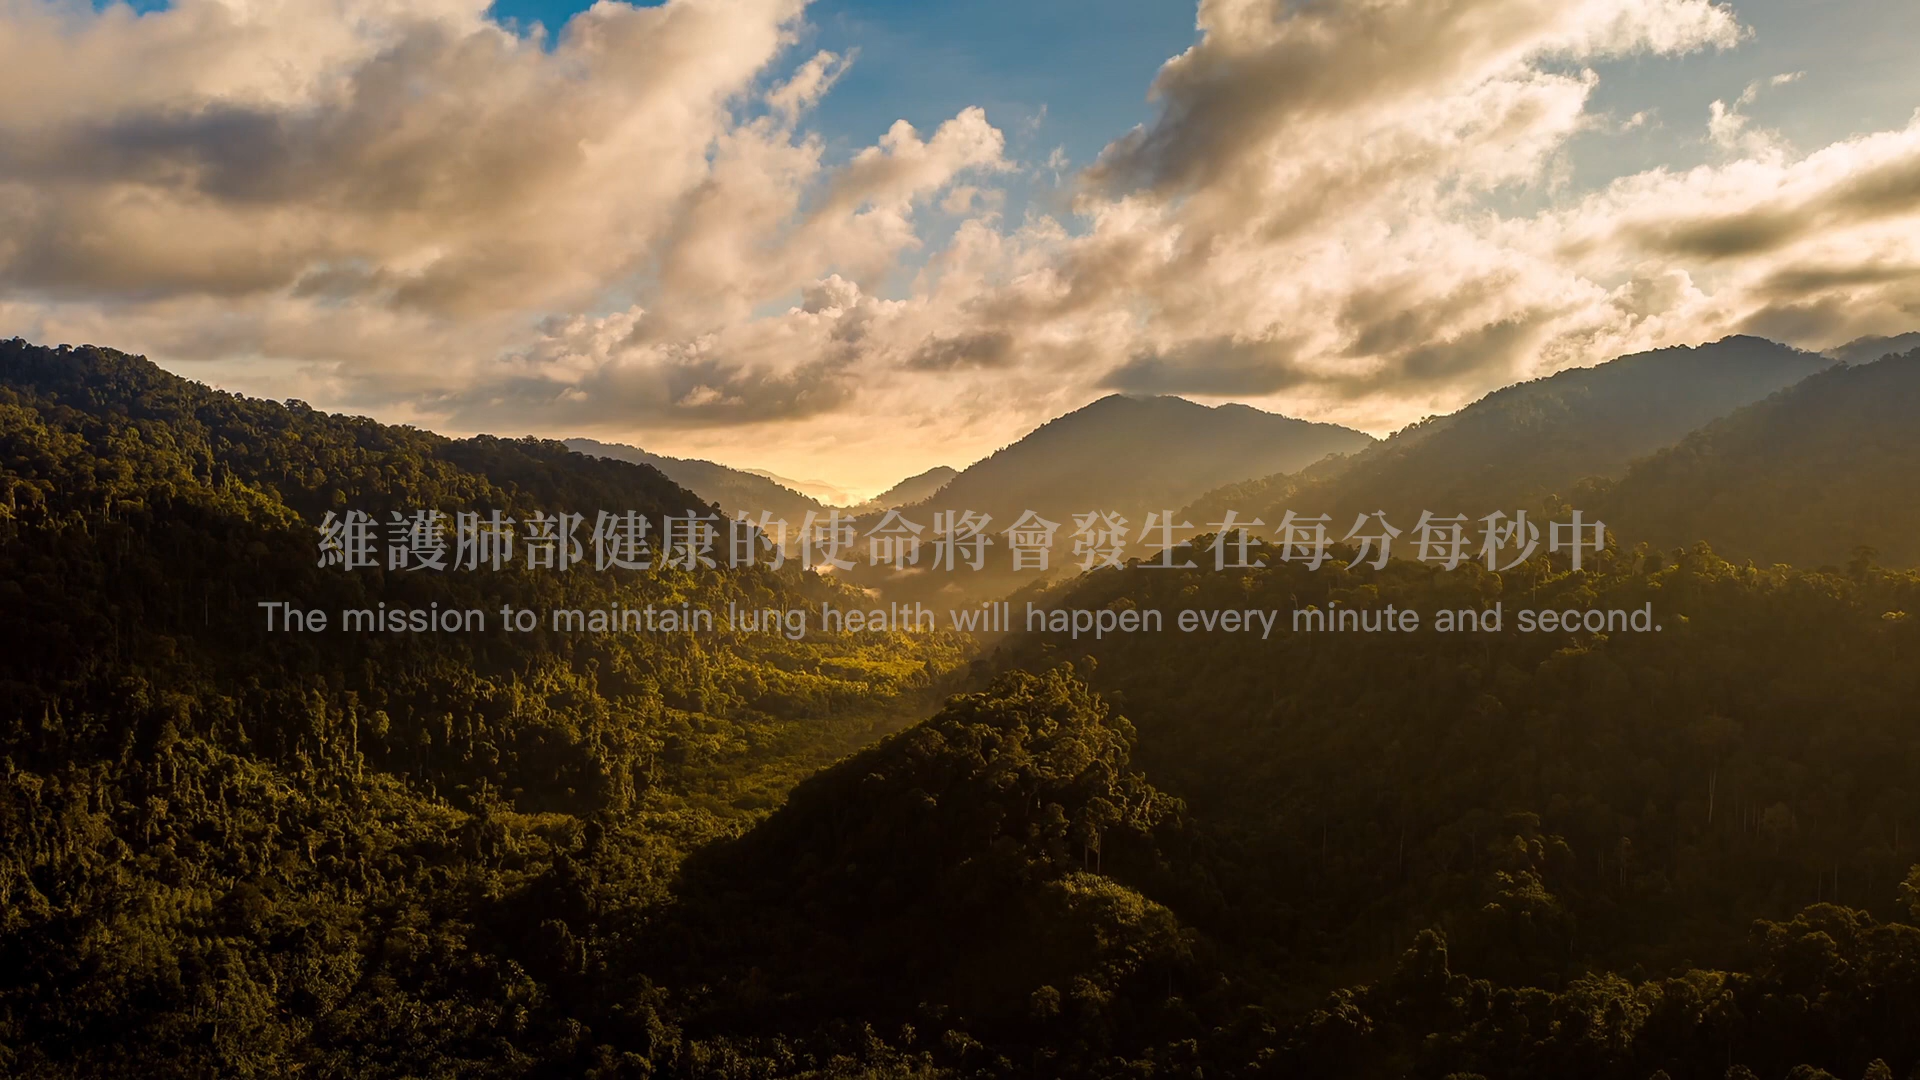 維護肺部健康的使命將會發生在每分每秒中
The mission to maintain lung health will happen every minute and second.